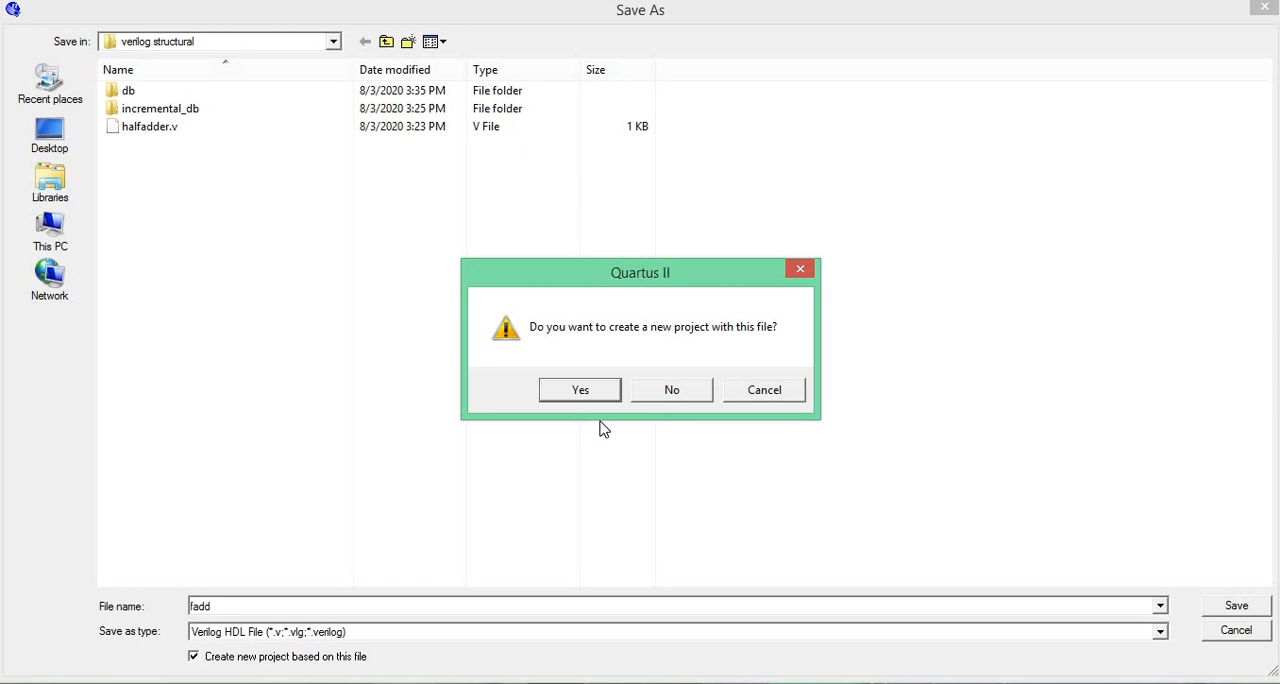 Save As
Save in: verilog structural
Name Date modified Type Size
Recent places
Desktop
Libraries
This PC
Network
db 8/3/2020 3:35 PM File folder
incremental_db 8/3/2020 3:25 PM File folder
halfadder.v 8/3/2020 3:23 PM V File 1 KB
Quartus II
Do you want to create a new project with this file?
Yes No Cancel
File name: fadd Save
Save as type: Verilog HDL File (*.v;*.vlg;*.verilog) Cancel
Create new project based on this file